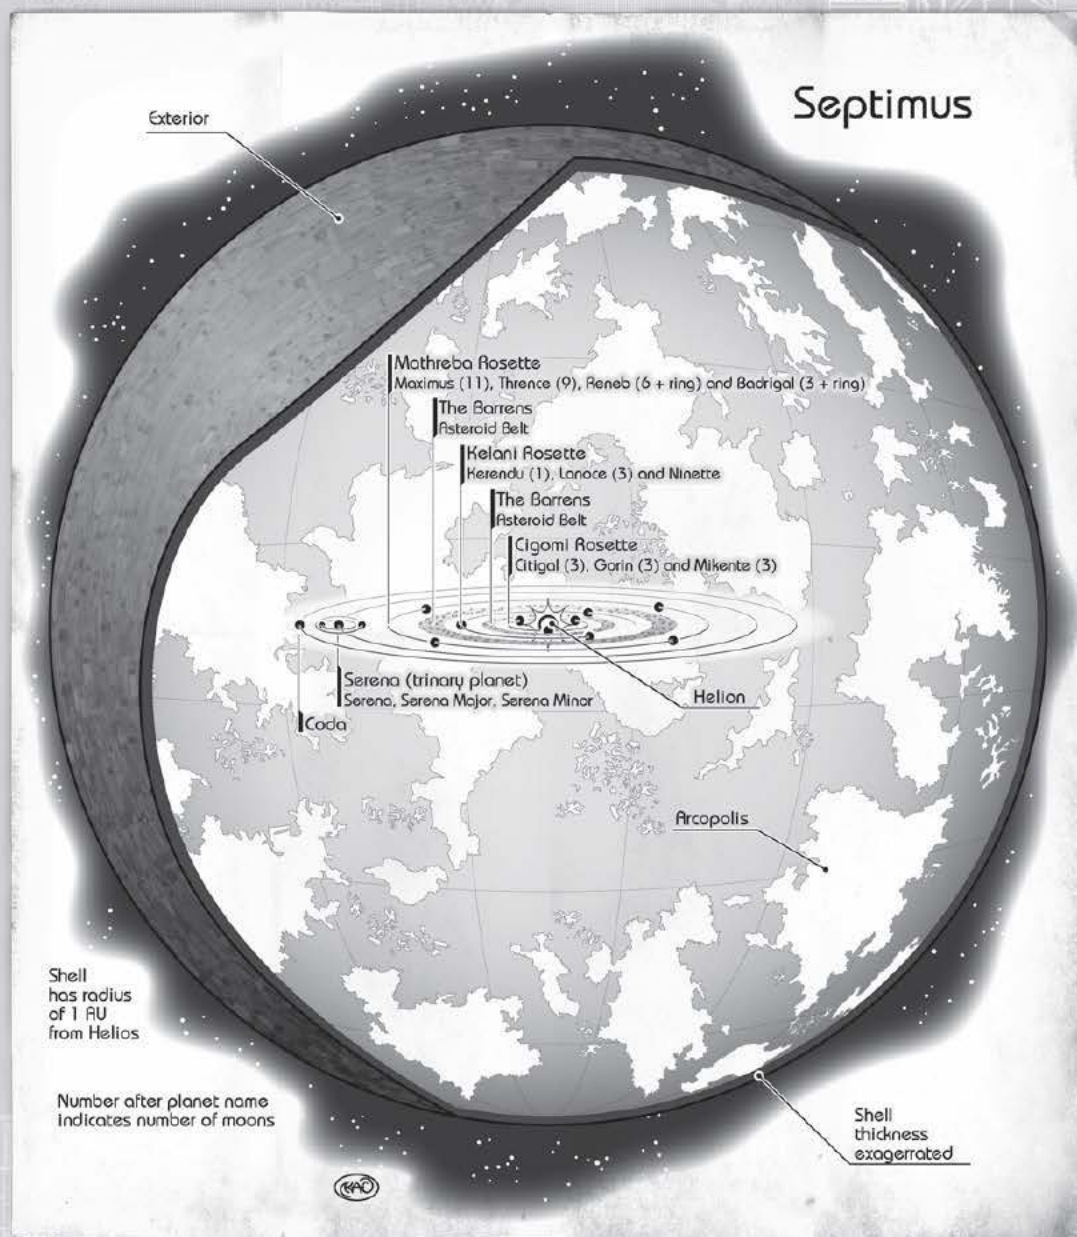 Septimus
Exterior
Mathreba Rosette
Maximus (11), Thrence (9), Reneb (6 + ring) and Badrigal (3 + ring)
The Barrens
Asteroid Belt
Kelani Rosette
Kerendu (1), Lanoce (3) and Ninette
The Barrens
Asteroid Belt
Cigomi Rosette
Citigal (3), Gorin (3) and Mikente (3)
Serena (trinary planet)
Serena, Serena Major, Serena Minor
Helion
Coda
Arcopolis
Shell
has radius
of 1 AU
from Helios
Number after planet name
indicates number of moons
Shell
thickness
exagerrated
KAO